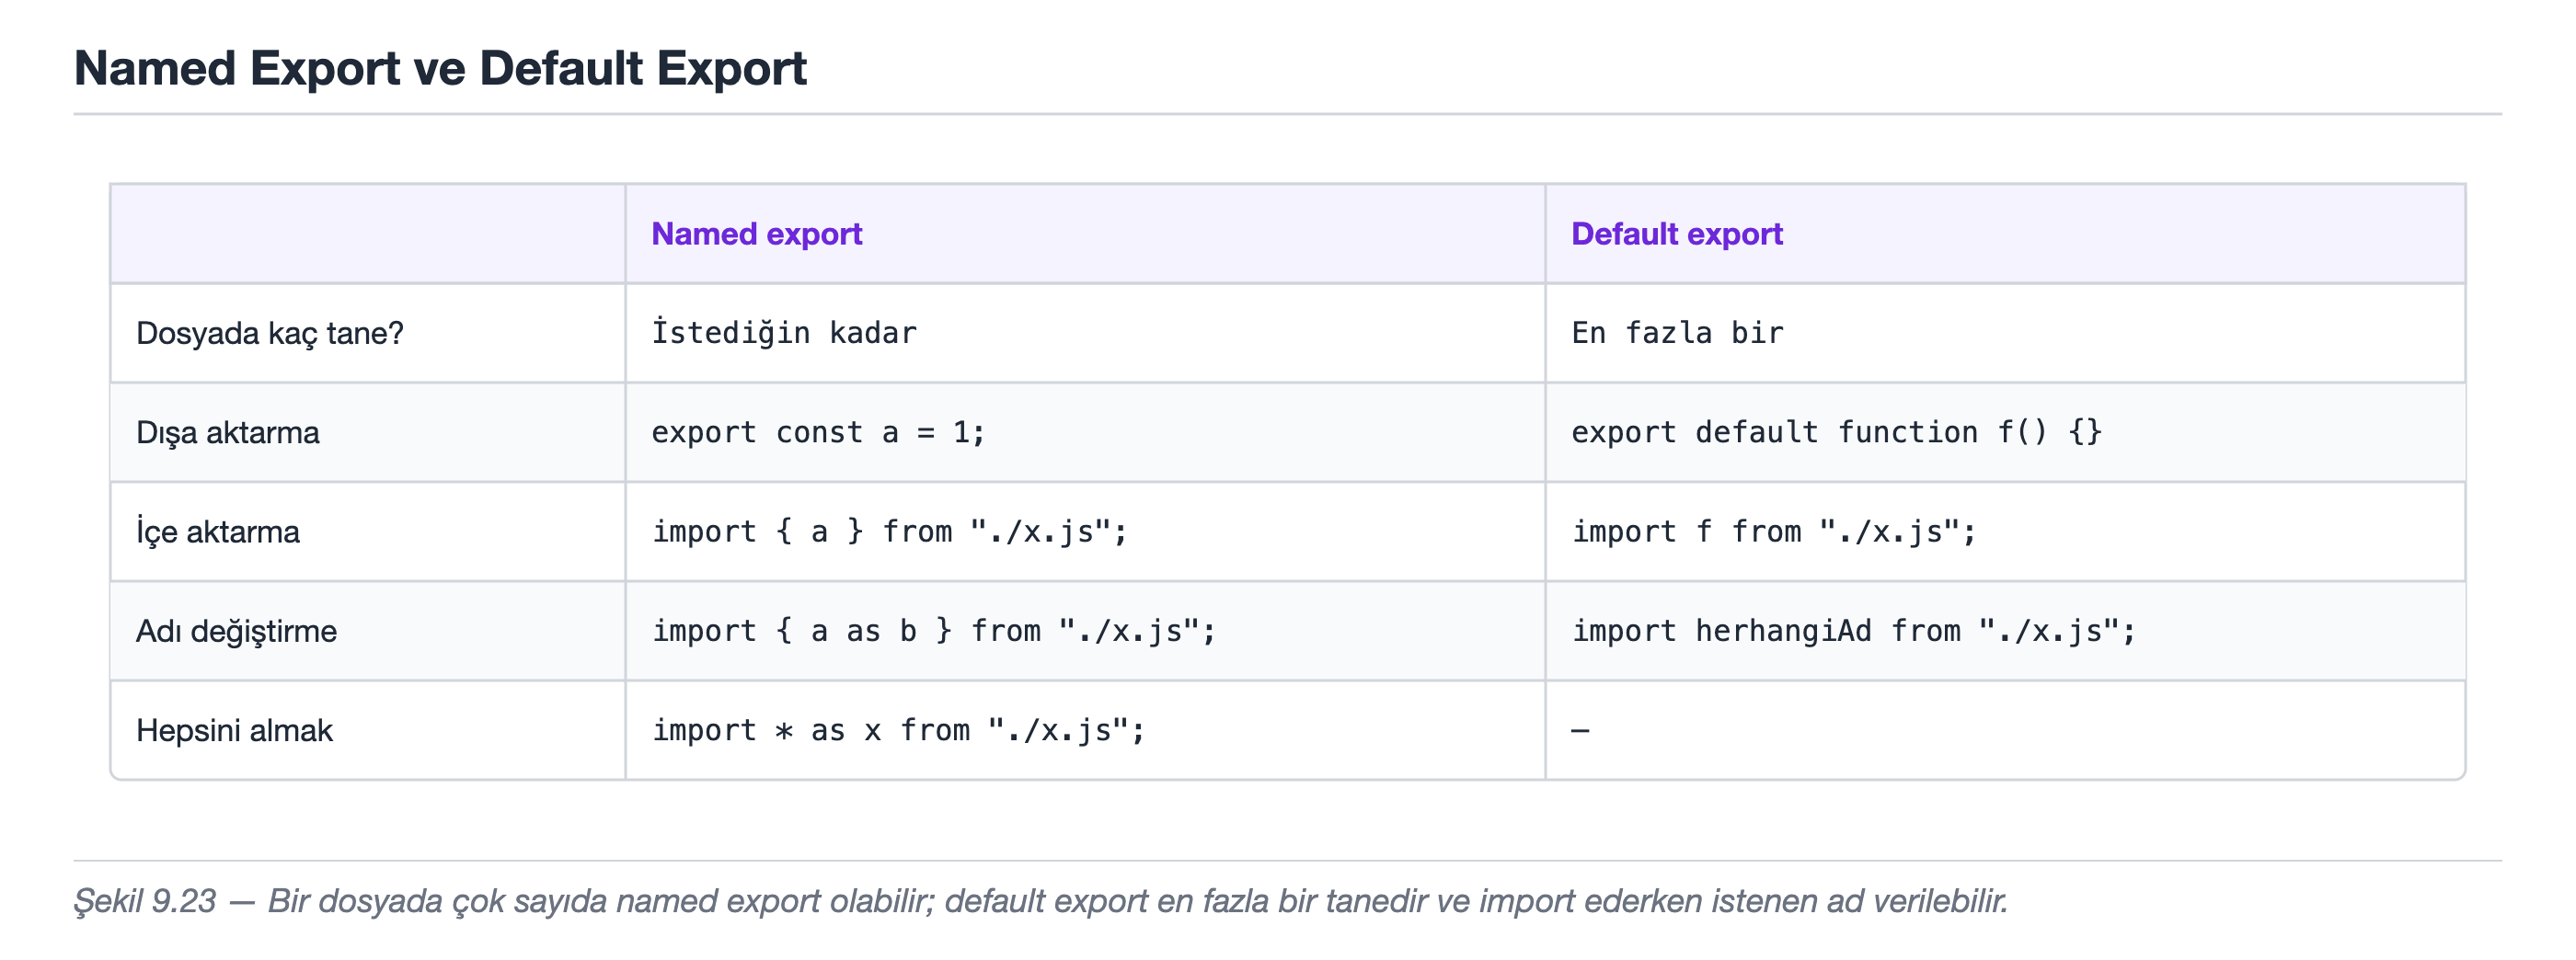 Named Export ve Default Export
Named export Default export
Dosyada kaç tane? İstediğin kadar En fazla bir
Dışa aktarma export const a = 1; export default function f() {}
İçe aktarma import { a } from "./x.js"; import f from "./x.js";
Adı değiştirme import { a as b } from "./x.js"; import herhangiAd from "./x.js";
Hepsini almak import * as x from "./x.js"; —
Şekil 9.23 — Bir dosyada çok sayıda named export olabilir; default export en fazla bir tanedir ve import ederken istenen ad verilebilir.